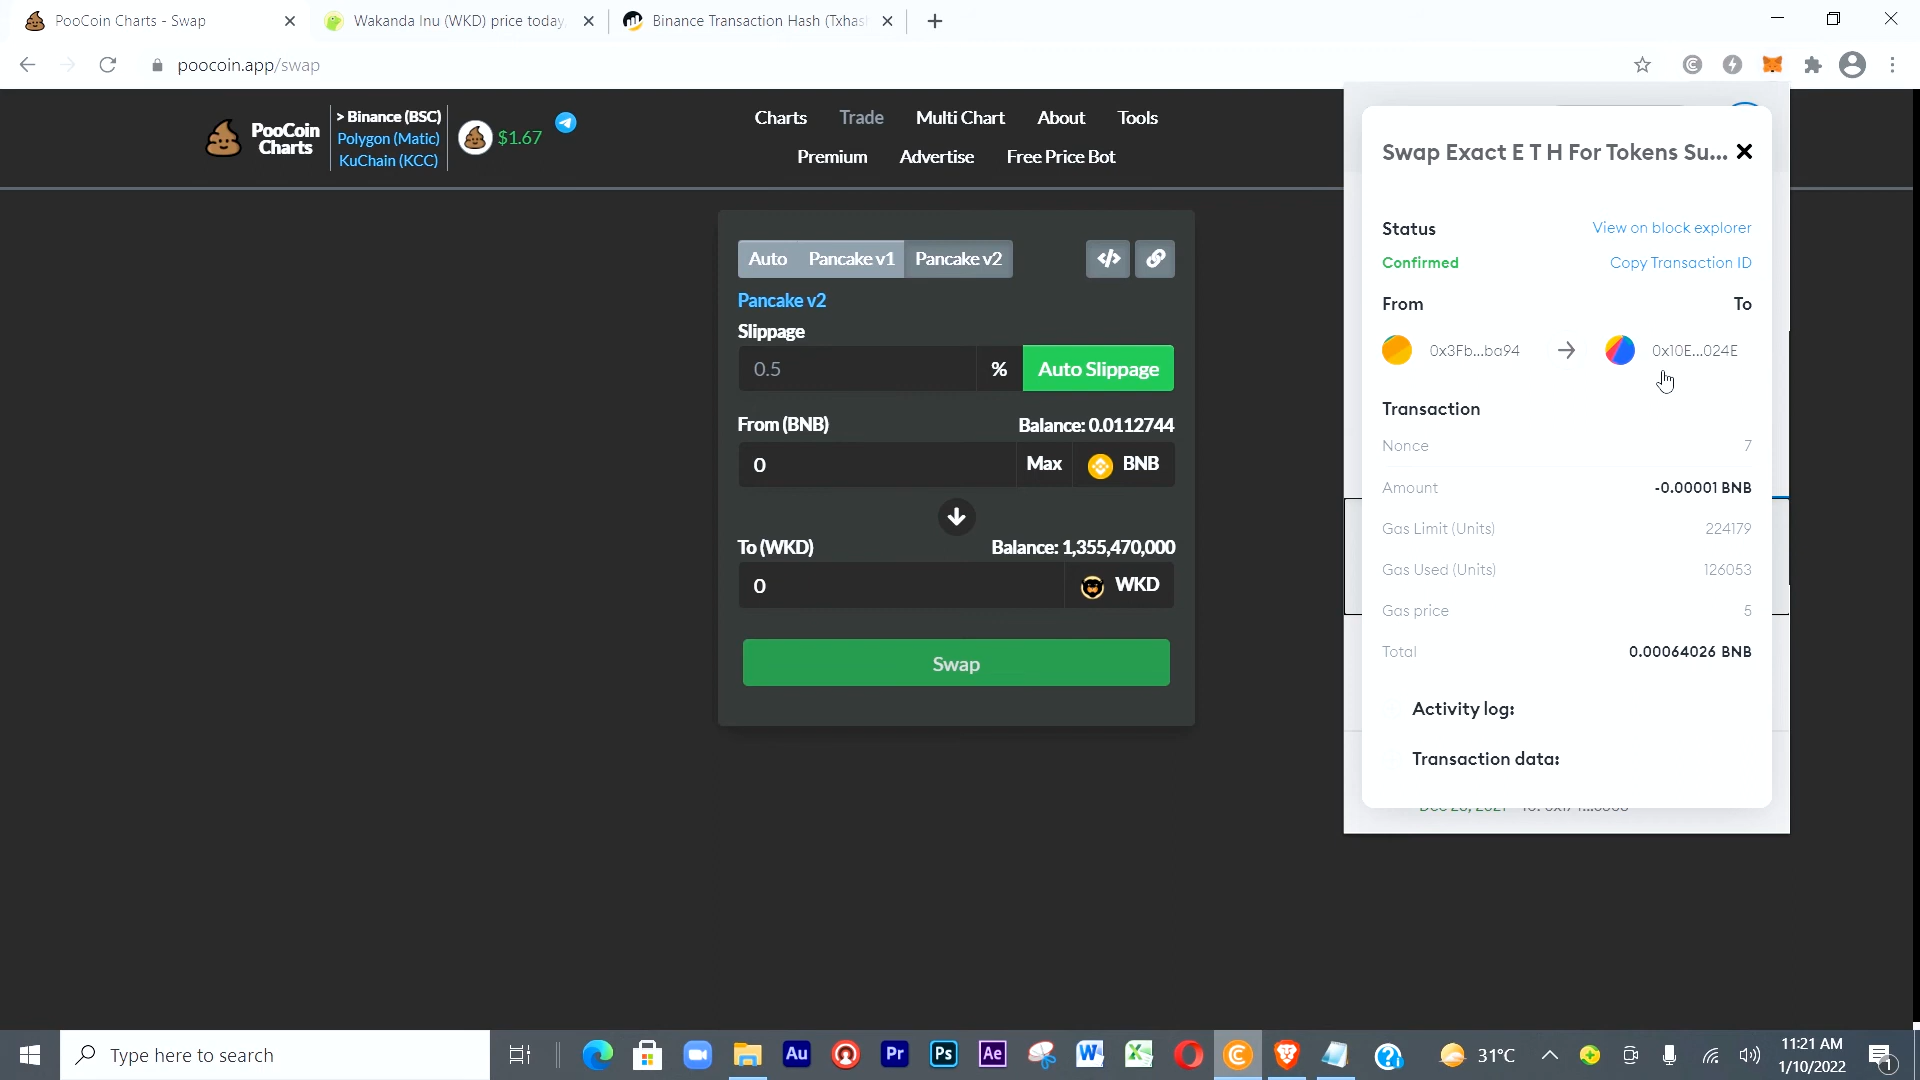 PooCoin Charts - Swap
Wakanda Inu (WKD) price today,
Binance Transaction Hash (Txhas
poocoin.app/swap
PooCoin
Charts
> Binance (BSC)
Polygon (Matic)
KuChain (KCC)
$1.67
Charts Trade Multi Chart About Tools
Premium Advertise Free Price Bot
Auto Pancake v1 Pancake v2
Pancake v2
Slippage
0.5 % Auto Slippage
From (BNB) Balance: 0.0112744
0 Max BNB
To (WKD) Balance: 1,355,470,000
0 WKD
Swap
Swap Exact E T H For Tokens Su...
Status View on block explorer
Confirmed Copy Transaction ID
From To
0x3Fb...ba94 0x10E...024E
Transaction
Nonce 7
Amount -0.00001 BNB
Gas Limit (Units) 224179
Gas Used (Units) 126053
Gas price 5
Total 0.00064026 BNB
Activity log:
Transaction data:
Type here to search
Au Pr Ps Ae
31°C
11:21 AM
1/10/2022
1